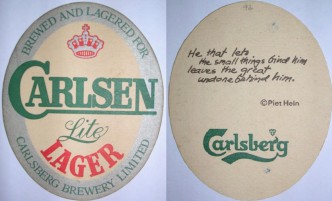 BREWED AND LAGERED FOR
CARLSEN
Lite
LAGER
CARLSBERG BREWERY LIMITED
He that lets
the small things bind him
leaves the great
undone behind him.
©Piet Hein
Carlsberg